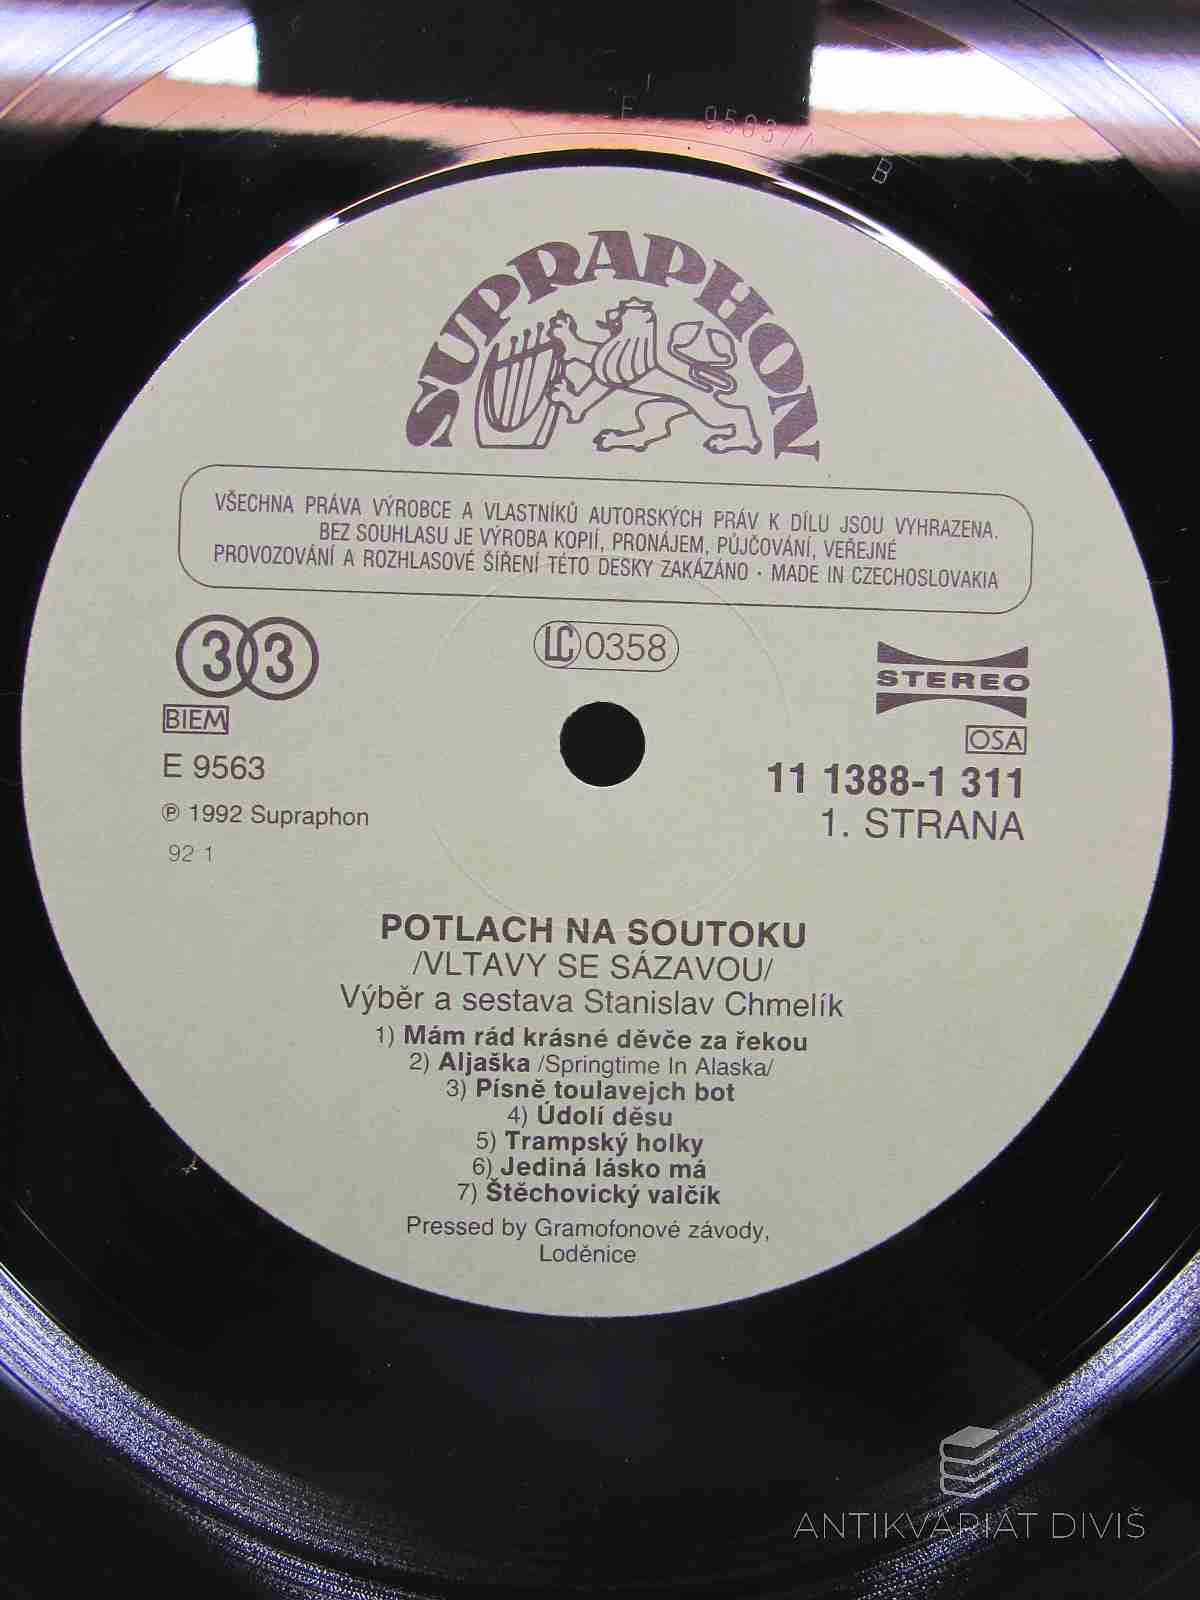 E 9563/1
B
SUPRAPHON
VŠECHNA PRÁVA VÝROBCE A VLASTNÍKŮ AUTORSKÝCH PRÁV K DÍLU JSOU VYHRAZENA.
BEZ SOUHLASU JE VÝROBA KOPIÍ, PRONÁJEM, PŮJČOVÁNÍ, VEŘEJNÉ
PROVOZOVÁNÍ A ROZHLASOVÉ ŠÍŘENÍ TÉTO DESKY ZAKÁZÁNO · MADE IN CZECHOSLOVAKIA
33
LC 0358
STEREO
BIEM
OSA
E 9563
11 1388-1 311
℗ 1992 Supraphon
1. STRANA
92 1
POTLACH NA SOUTOKU
/VLTAVY SE SÁZAVOU/
Výběr a sestava Stanislav Chmelík
1) Mám rád krásné děvče za řekou
2) Aljaška /Springtime In Alaska/
3) Písně toulavejch bot
4) Údolí děsu
5) Trampský holky
6) Jediná lásko má
7) Štěchovický valčík
Pressed by Gramofonové závody,
Loděnice
ANTIKVARIÁT DIVIŠ